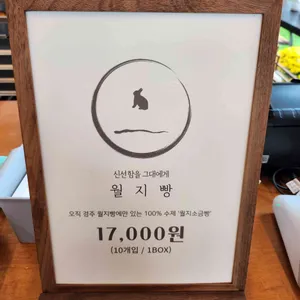 신선함을 그대에게
월지빵
오직 경주 월지빵에만 있는 100% 수제 '월지소금빵'
17,000원
(10개입 / 1BOX)